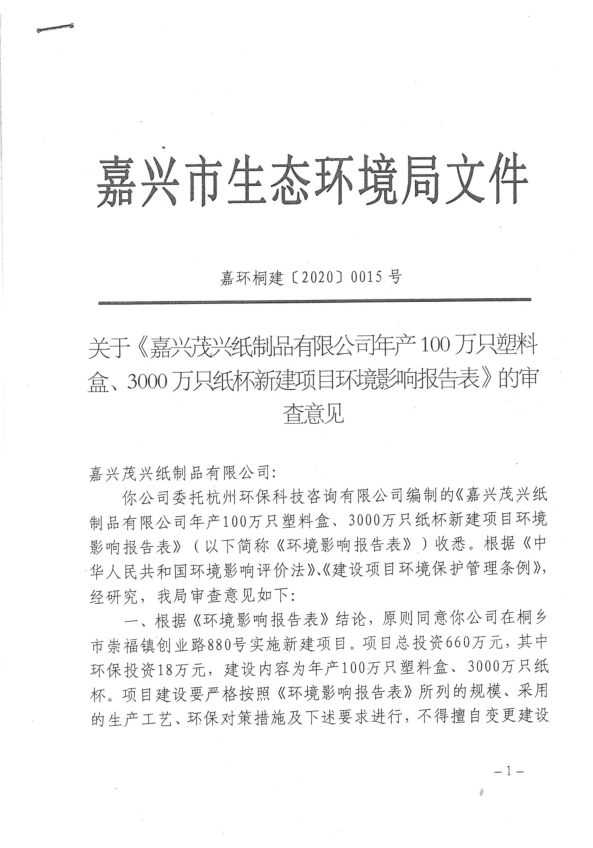 嘉兴市生态环境局文件
嘉环桐建〔2020〕0015号
关于《嘉兴茂兴纸制品有限公司年产100万只塑料
盒、3000万只纸杯新建项目环境影响报告表》的审
查意见
嘉兴茂兴纸制品有限公司：
你公司委托杭州环保科技咨询有限公司编制的《嘉兴茂兴纸
制品有限公司年产100万只塑料盒、3000万只纸杯新建项目环境
影响报告表》（以下简称《环境影响报告表》）收悉。根据《中
华人民共和国环境影响评价法》、《建设项目环境保护管理条例》，
经研究，我局审查意见如下：
一、根据《环境影响报告表》结论，原则同意你公司在桐乡
市崇福镇创业路880号实施新建项目。项目总投资660万元，其中
环保投资18万元，建设内容为年产100万只塑料盒、3000万只纸
杯。项目建设要严格按照《环境影响报告表》所列的规模、采用
的生产工艺、环保对策措施及下述要求进行，不得擅自变更建设
－1－